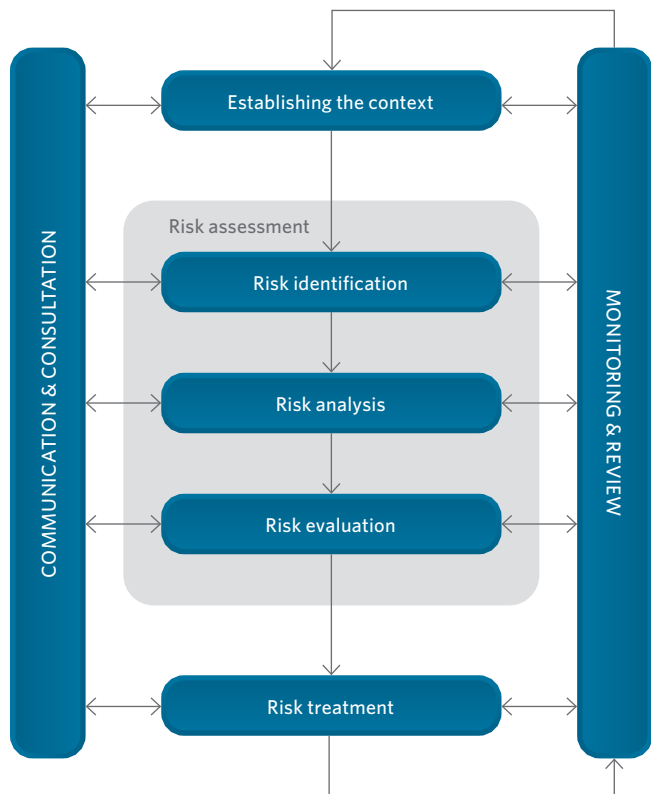 Establishing the context
Risk assessment
Risk identification
Risk analysis
Risk evaluation
Risk treatment
COMMUNICATION & CONSULTATION
MONITORING & REVIEW